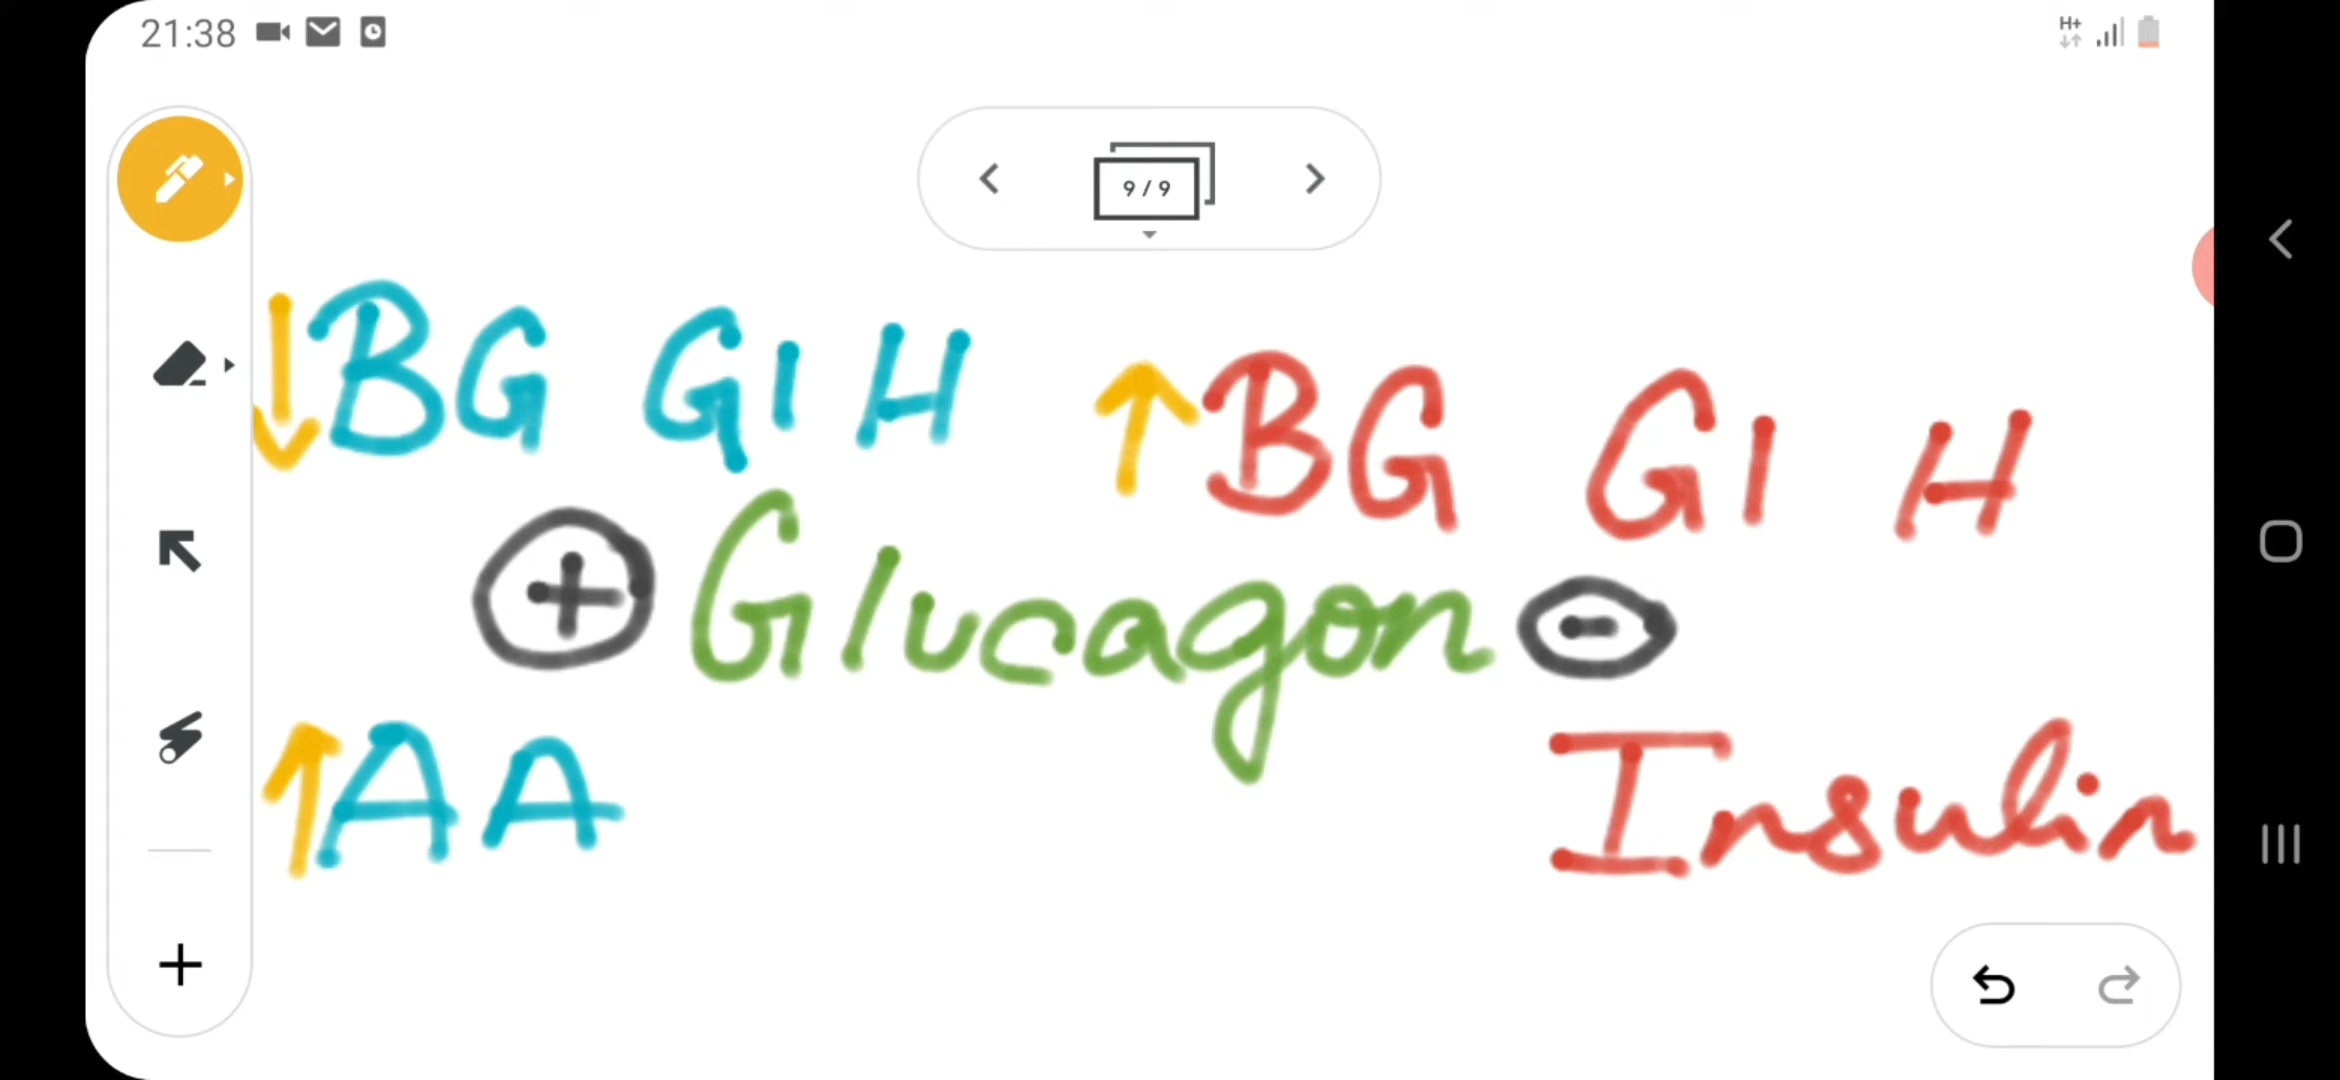 21:38
H+
9/9
↓BG GI H
↑BG GI H
⊕ Glucagon ⊖
↑AA
Insulin